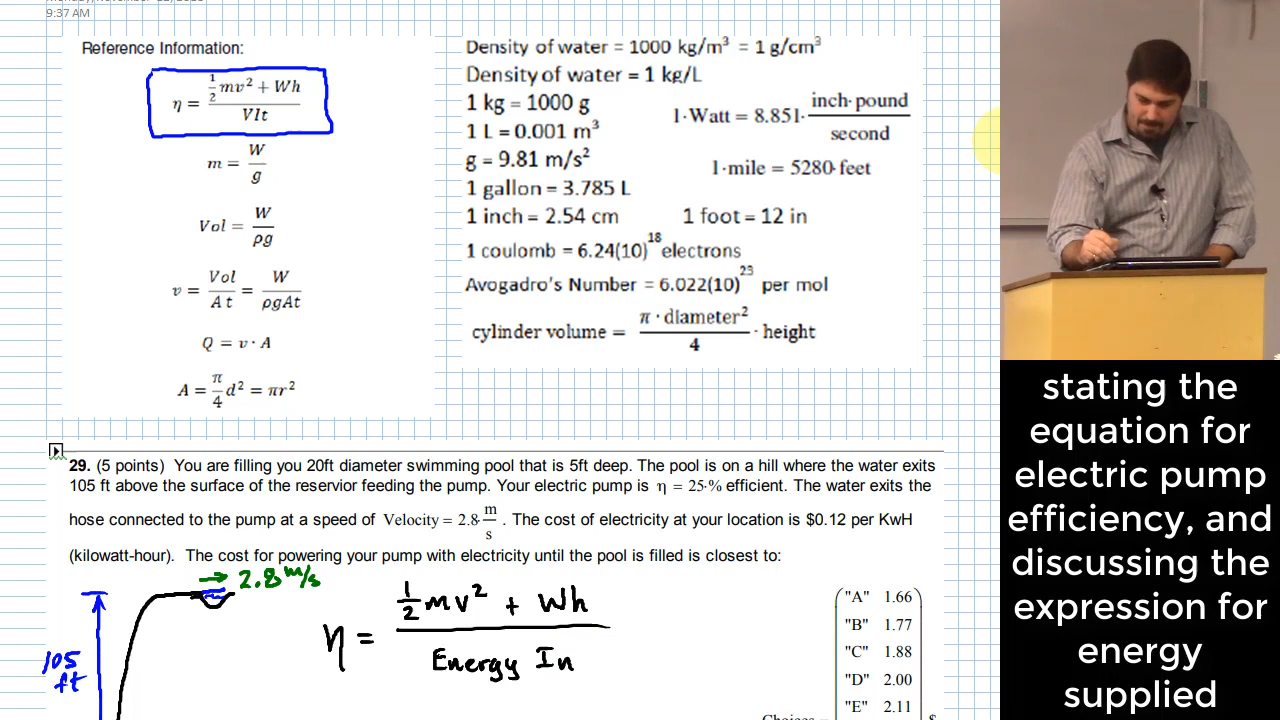 9:37 AM
Reference Information:
η = (1/2 mv² + Wh) / VIt
m = W / g
Vol = W / ρg
v = Vol / A t = W / ρgAt
Q = v · A
A = π/4 d² = πr²
Density of water = 1000 kg/m³ = 1 g/cm³
Density of water = 1 kg/L
1 kg = 1000 g
1 L = 0.001 m³
g = 9.81 m/s²
1 gallon = 3.785 L
1 inch = 2.54 cm
1 coulomb = 6.24(10)^18 electrons
Avogadro's Number = 6.022(10)^23 per mol
cylinder volume = π · diameter² / 4 · height
1·Watt = 8.851· inch·pound / second
1·mile = 5280·feet
1 foot = 12 in
29. (5 points) You are filling you 20ft diameter swimming pool that is 5ft deep. The pool is on a hill where the water exits
105 ft above the surface of the reservior feeding the pump. Your electric pump is η = 25·% efficient. The water exits the
hose connected to the pump at a speed of Velocity = 2.8 m/s . The cost of electricity at your location is $0.12 per KwH
(kilowatt-hour). The cost for powering your pump with electricity until the pool is filled is closest to:
2.8 m/s
105
ft
η = (1/2 mv² + Wh) / Energy In
"A" 1.66
"B" 1.77
"C" 1.88
"D" 2.00
"E" 2.11
stating the
equation for
electric pump
efficiency, and
discussing the
expression for
energy
supplied